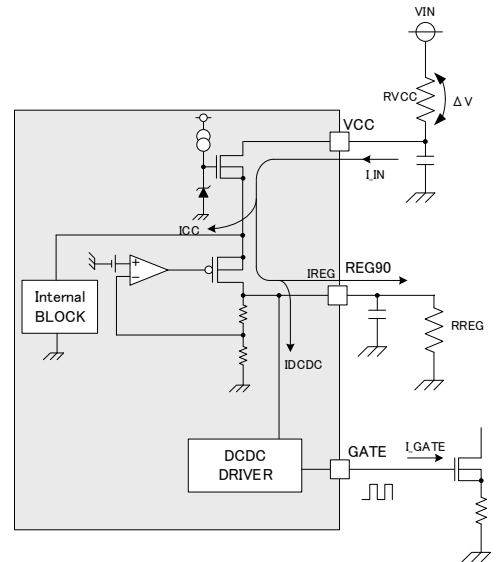 VIN
RVCC
ΔV
VCC
I_IN
ICC
IREG
REG90
Internal
BLOCK
RREG
IDCDC
DCDC
DRIVER
GATE
I_GATE